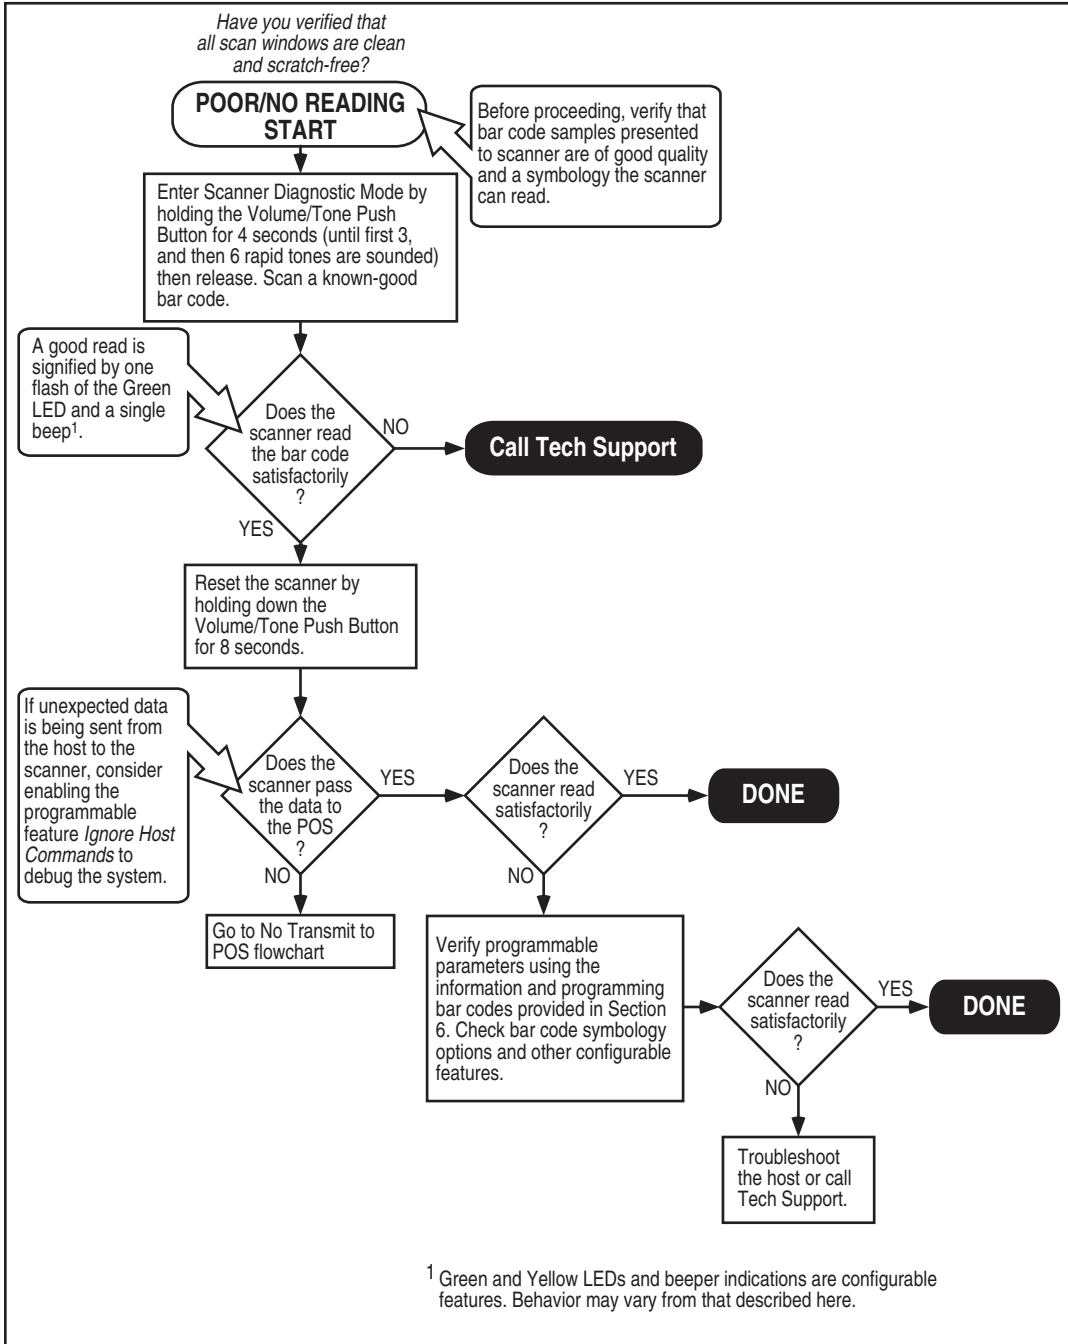 Have you verified that
all scan windows are clean
and scratch-free?
POOR/NO READING
START
Before proceeding, verify that
bar code samples presented
to scanner are of good quality
and a symbology the scanner
can read.
Enter Scanner Diagnostic Mode by
holding the Volume/Tone Push
Button for 4 seconds (until first 3,
and then 6 rapid tones are sounded)
then release. Scan a known-good
bar code.
A good read is
signified by one
flash of the Green
LED and a single
beep1.
Does the
scanner read
the bar code
satisfactorily
?
NO
Call Tech Support
YES
Reset the scanner by
holding down the
Volume/Tone Push Button
for 8 seconds.
If unexpected data
is being sent from
the host to the
scanner, consider
enabling the
programmable
feature Ignore Host
Commands to
debug the system.
Does the
scanner pass
the data to
the POS
?
YES
Does the
scanner read
satisfactorily
?
YES
DONE
NO
Go to No Transmit to
POS flowchart
NO
Verify programmable
parameters using the
information and programming
bar codes provided in Section
6. Check bar code symbology
options and other configurable
features.
Does the
scanner read
satisfactorily
?
YES
DONE
NO
Troubleshoot
the host or call
Tech Support.
1 Green and Yellow LEDs and beeper indications are configurable
features. Behavior may vary from that described here.